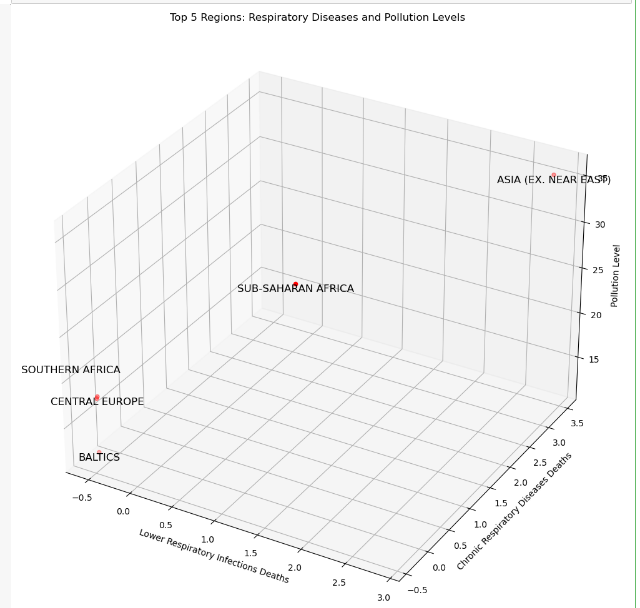 Top 5 Regions: Respiratory Diseases and Pollution Levels
ASIA (EX. NEAR EAST)
SUB-SAHARAN AFRICA
SOUTHERN AFRICA
CENTRAL EUROPE
BALTICS
30
25
20
15
Pollution Level
−0.5
0.0
0.5
1.0
1.5
2.0
2.5
3.0
Lower Respiratory Infections Deaths
−0.5
0.0
0.5
1.0
1.5
2.0
2.5
3.0
3.5
Chronic Respiratory Diseases Deaths